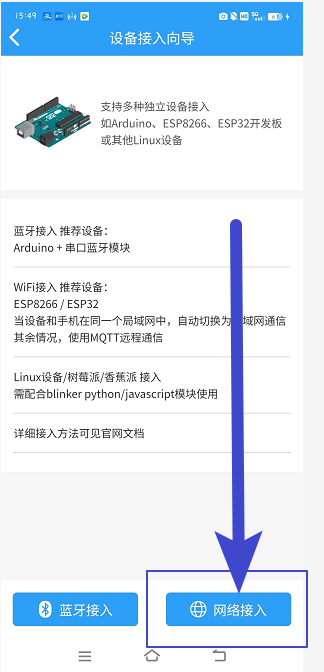 15:49
设备接入向导
支持多种独立设备接入
如Arduino、ESP8266、ESP32开发板
或其他Linux设备
蓝牙接入 推荐设备：
Arduino + 串口蓝牙模块
WiFi接入 推荐设备：
ESP8266 / ESP32
当设备和手机在同一个局域网中，自动切换为 域网通信
其余情况，使用MQTT远程通信
Linux设备/树莓派/香蕉派 接入
需配合blinker python/javascript模块使用
详细接入方法可见官网文档
蓝牙接入
网络接入